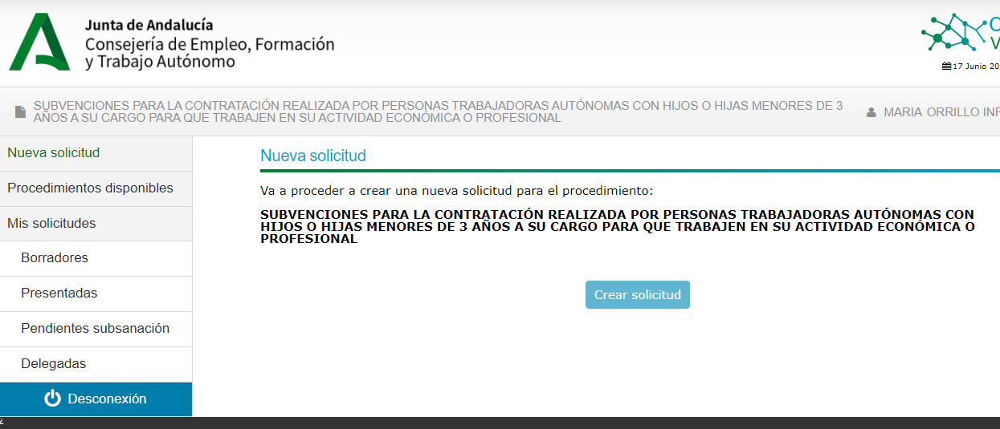 Junta de Andalucía
Consejería de Empleo, Formación
y Trabajo Autónomo
17 Junio 20
SUBVENCIONES PARA LA CONTRATACIÓN REALIZADA POR PERSONAS TRABAJADORAS AUTÓNOMAS CON HIJOS O HIJAS MENORES DE 3
AÑOS A SU CARGO PARA QUE TRABAJEN EN SU ACTIVIDAD ECONÓMICA O PROFESIONAL
MARIA ORRILLO INF
Nueva solicitud
Procedimientos disponibles
Mis solicitudes
Borradores
Presentadas
Pendientes subsanación
Delegadas
Desconexión
Nueva solicitud
Va a proceder a crear una nueva solicitud para el procedimiento:
SUBVENCIONES PARA LA CONTRATACIÓN REALIZADA POR PERSONAS TRABAJADORAS AUTÓNOMAS CON
HIJOS O HIJAS MENORES DE 3 AÑOS A SU CARGO PARA QUE TRABAJEN EN SU ACTIVIDAD ECONÓMICA O
PROFESIONAL
Crear solicitud
¿